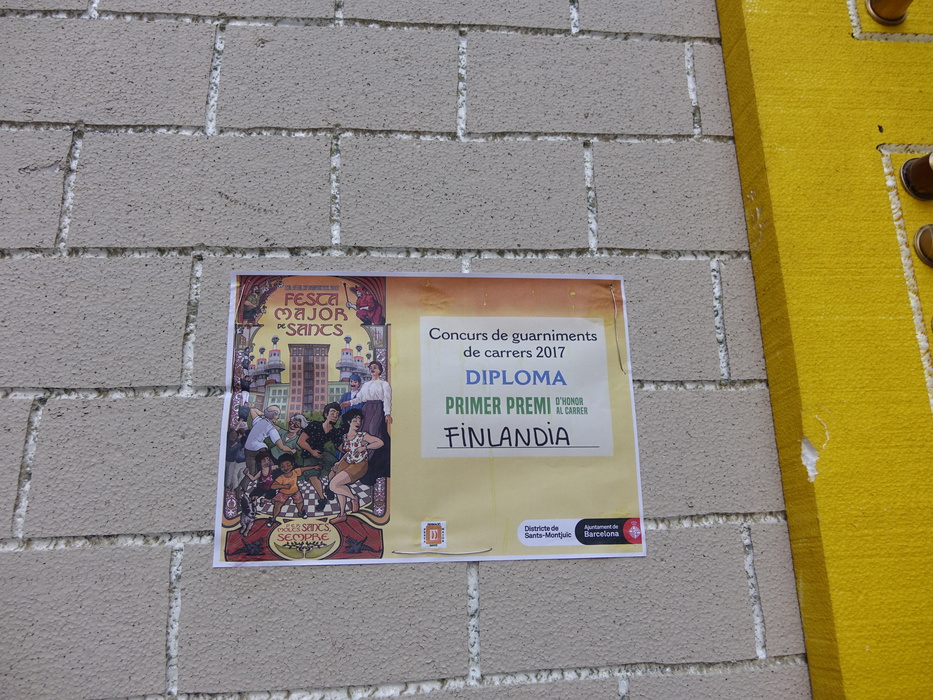 FESTA
MAJOR
DE SANTS
Concurs de guarniments
de carrers 2017
DIPLOMA
PRIMER PREMI D'HONOR
AL CARRER
FiNLANDiA
SANTS,
SEMPRE
Districte de
Sants-Montjuïc
Ajuntament de
Barcelona